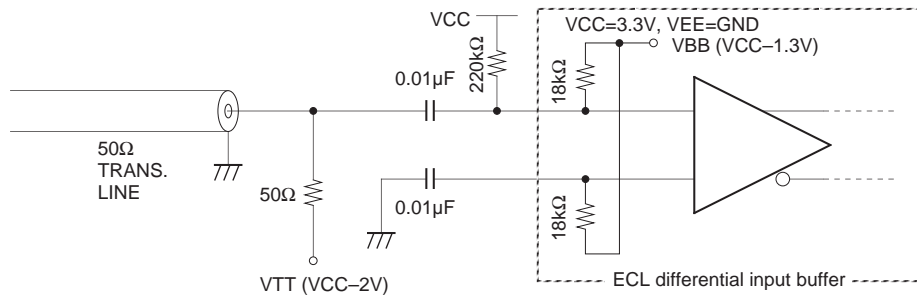 VCC
VCC=3.3V, VEE=GND
VBB (VCC–1.3V)
220kΩ
18kΩ
0.01µF
50Ω
TRANS.
LINE
50Ω
0.01µF
18kΩ
VTT (VCC–2V)
ECL differential input buffer